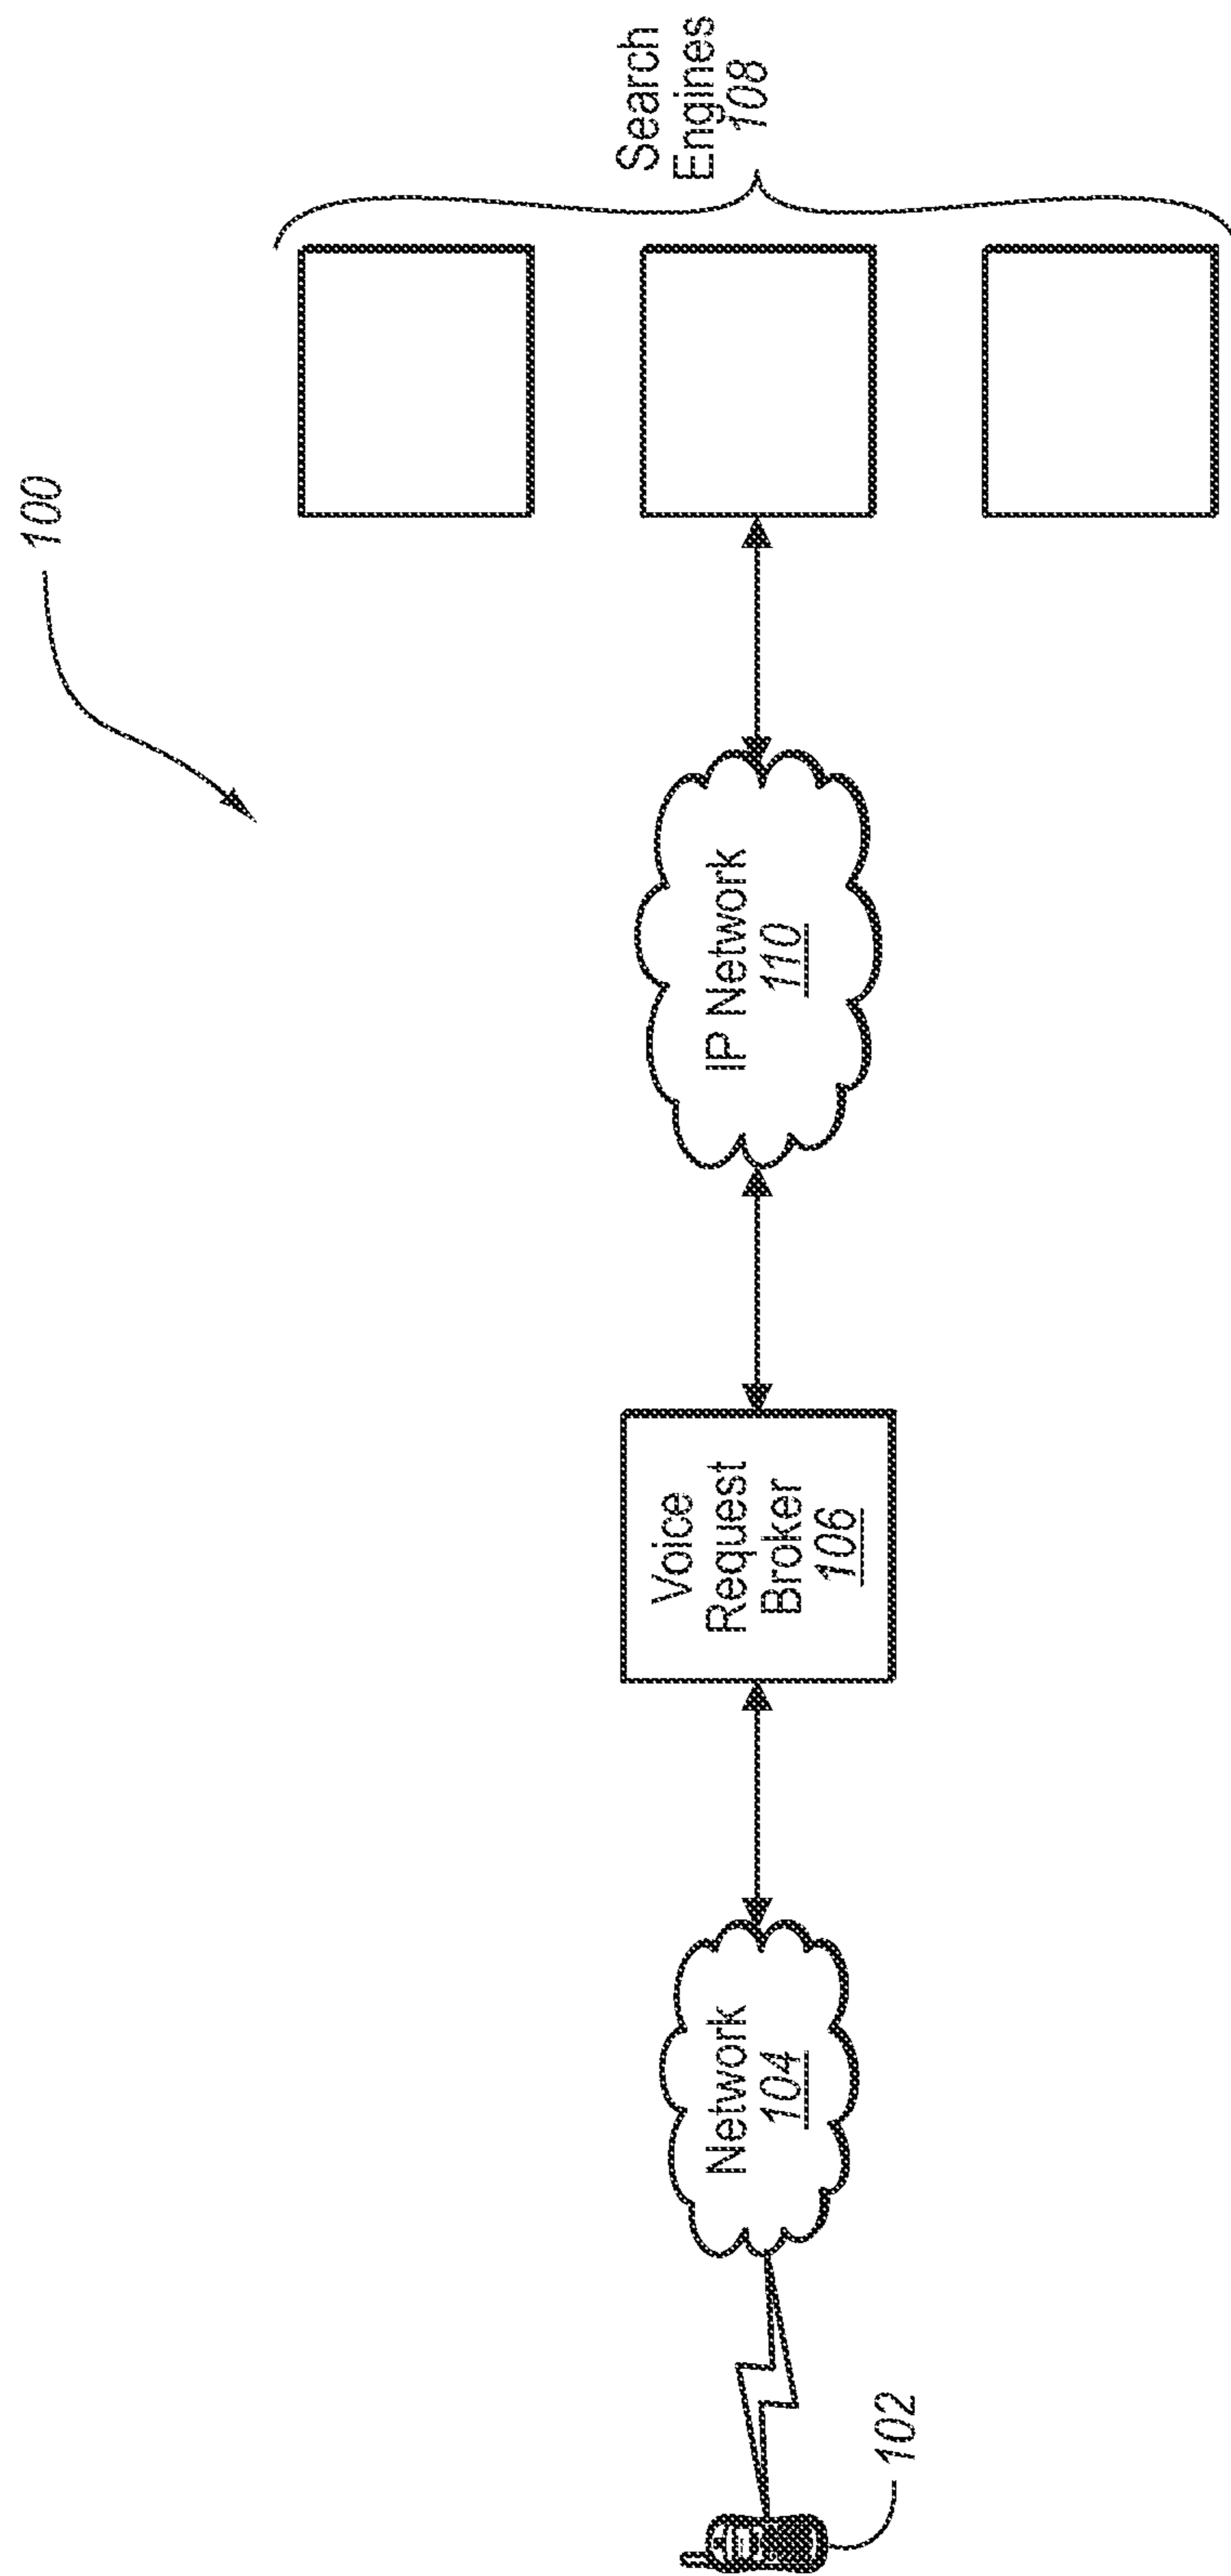 100
Search
Engines
108
IP Network
110
Voice
Request
Broker
106
Network
104
102